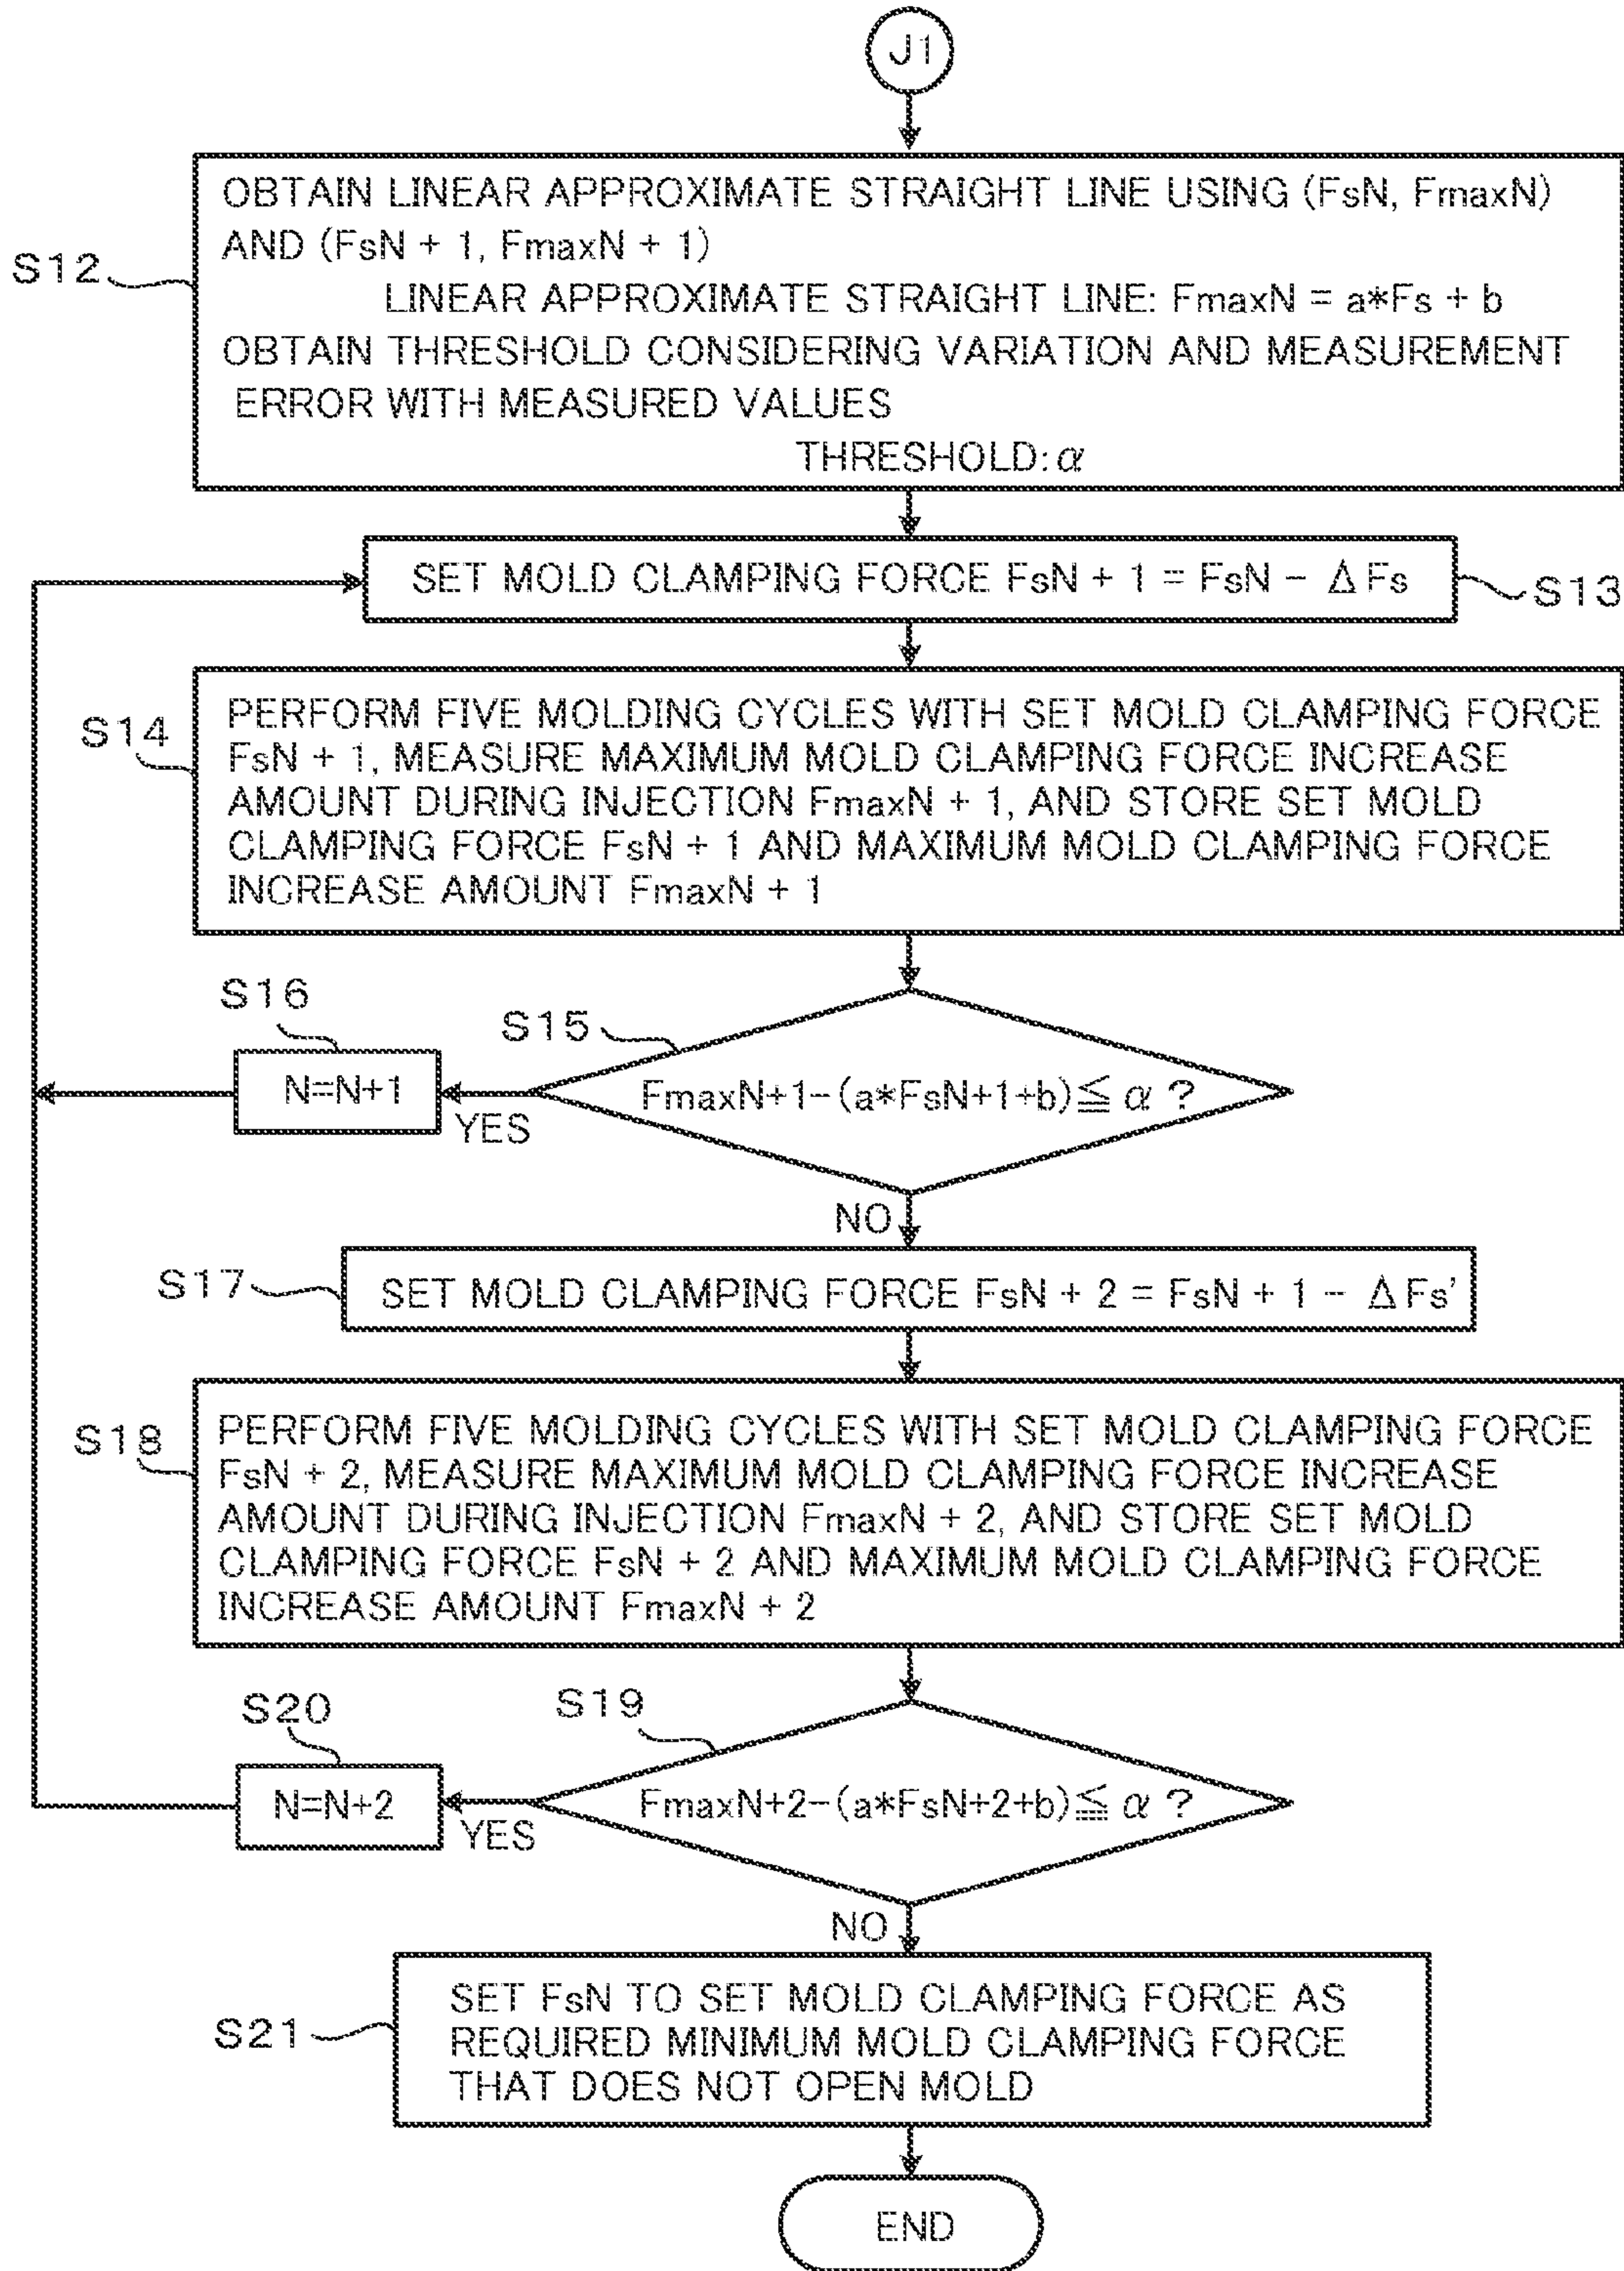 J1
S12
OBTAIN LINEAR APPROXIMATE STRAIGHT LINE USING (FsN, FmaxN)
AND (FsN + 1, FmaxN + 1)
LINEAR APPROXIMATE STRAIGHT LINE: FmaxN = a*Fs + b
OBTAIN THRESHOLD CONSIDERING VARIATION AND MEASUREMENT
ERROR WITH MEASURED VALUES
THRESHOLD: α
SET MOLD CLAMPING FORCE FsN + 1 = FsN - Δ Fs
S13
S14
PERFORM FIVE MOLDING CYCLES WITH SET MOLD CLAMPING FORCE
FsN + 1, MEASURE MAXIMUM MOLD CLAMPING FORCE INCREASE
AMOUNT DURING INJECTION FmaxN + 1, AND STORE SET MOLD
CLAMPING FORCE FsN + 1 AND MAXIMUM MOLD CLAMPING FORCE
INCREASE AMOUNT FmaxN + 1
S16
S15
N=N+1
YES
FmaxN+1-(a*FsN+1+b)≦ α ?
NO
S17
SET MOLD CLAMPING FORCE FsN + 2 = FsN + 1 - Δ Fs'
S18
PERFORM FIVE MOLDING CYCLES WITH SET MOLD CLAMPING FORCE
FsN + 2, MEASURE MAXIMUM MOLD CLAMPING FORCE INCREASE
AMOUNT DURING INJECTION FmaxN + 2, AND STORE SET MOLD
CLAMPING FORCE FsN + 2 AND MAXIMUM MOLD CLAMPING FORCE
INCREASE AMOUNT FmaxN + 2
S20
S19
N=N+2
YES
FmaxN+2-(a*FsN+2+b)≦ α ?
NO
S21
SET FsN TO SET MOLD CLAMPING FORCE AS
REQUIRED MINIMUM MOLD CLAMPING FORCE
THAT DOES NOT OPEN MOLD
END